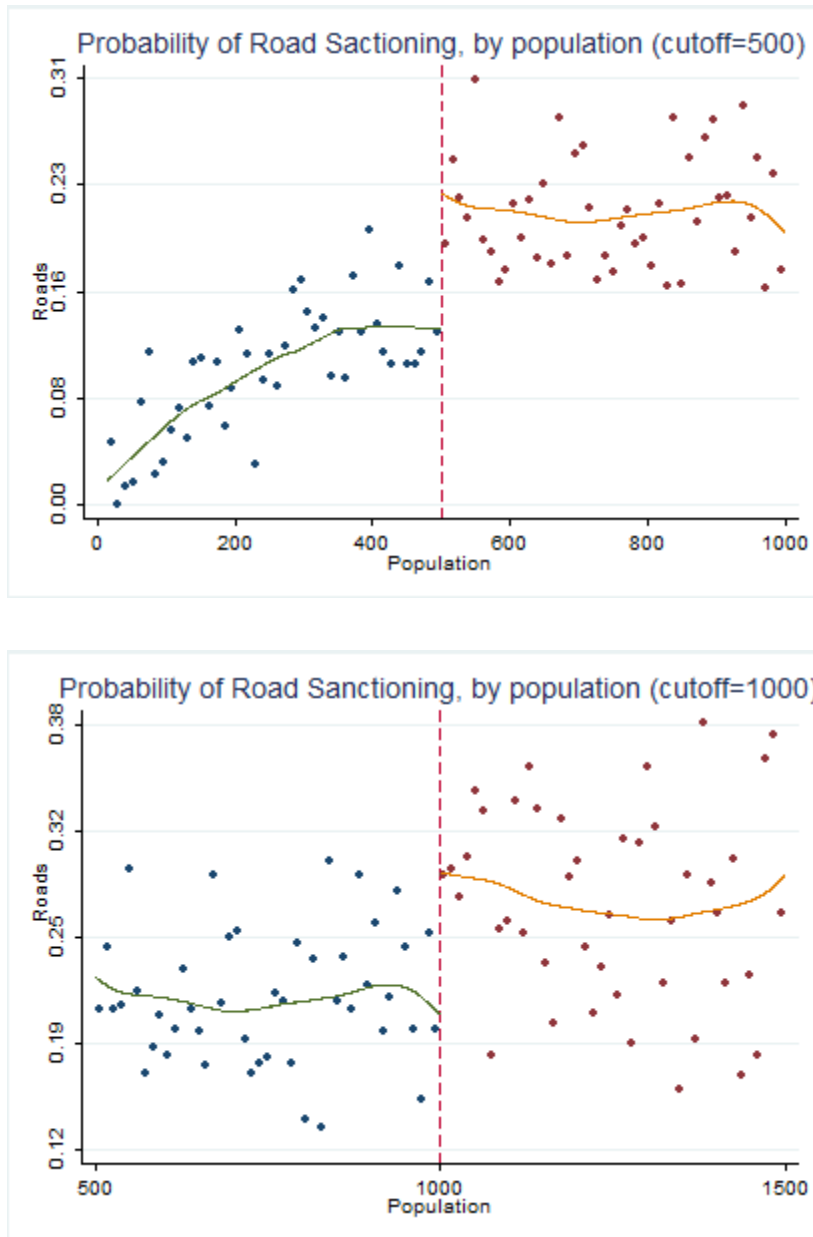 Probability of Road Sactioning, by population (cutoff=500)
0.31
0.23
0.16
0.08
0.00
Roads
0 200 400 600 800 1000
Population
Probability of Road Sanctioning, by population (cutoff=1000)
0.38
0.32
0.25
0.19
0.12
Roads
500 1000 1500
Population